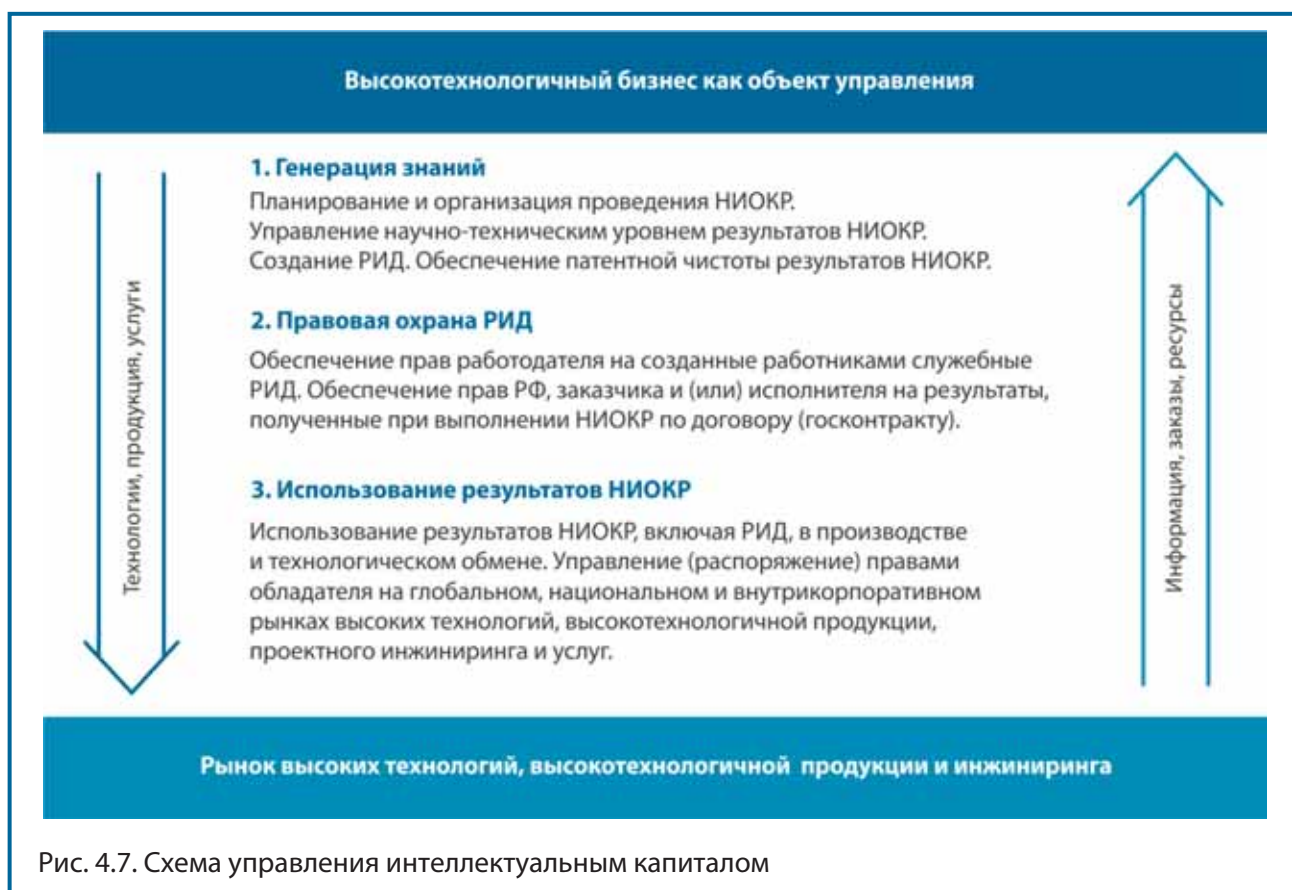 Высокотехнологичный бизнес как объект управления
Технологии, продукция, услуги
1. Генерация знаний
Планирование и организация проведения НИОКР.
Управление научно-техническим уровнем результатов НИОКР.
Создание РИД. Обеспечение патентной чистоты результатов НИОКР.
2. Правовая охрана РИД
Обеспечение прав работодателя на созданные работниками служебные
РИД. Обеспечение прав РФ, заказчика и (или) исполнителя на результаты,
полученные при выполнении НИОКР по договору (госконтракту).
3. Использование результатов НИОКР
Использование результатов НИОКР, включая РИД, в производстве
и технологическом обмене. Управление (распоряжение) правами
обладателя на глобальном, национальном и внутрикорпоративном
рынках высоких технологий, высокотехнологичной продукции,
проектного инжиниринга и услуг.
Информация, заказы, ресурсы
Рынок высоких технологий, высокотехнологичной продукции и инжиниринга
Рис. 4.7. Схема управления интеллектуальным капиталом